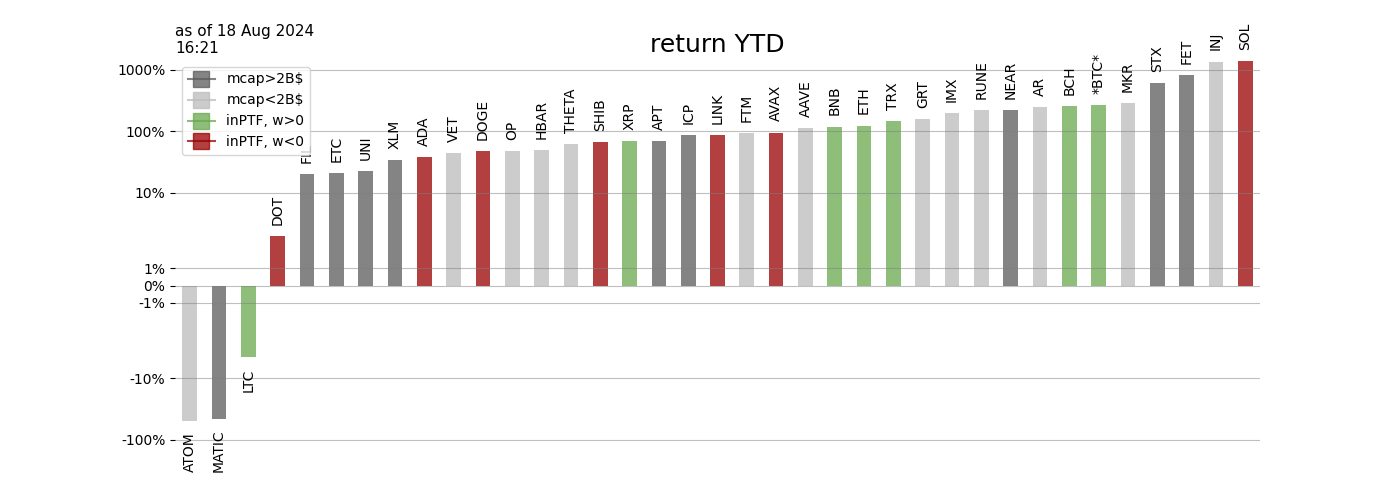 as of 18 Aug 2024
16:21
return YTD
mcap>2B$
mcap<2B$
inPTF, w>0
inPTF, w<0
1000%
100%
10%
1%
0%
-1%
-10%
-100%
ATOM
MATIC
LTC
DOT
ETC
UNI
XLM
ADA
VET
DOGE
OP
HBAR
THETA
SHIB
XRP
APT
ICP
LINK
FTM
AVAX
AAVE
BNB
ETH
TRX
GRT
IMX
RUNE
NEAR
AR
BCH
*BTC*
MKR
STX
FET
INJ
SOL